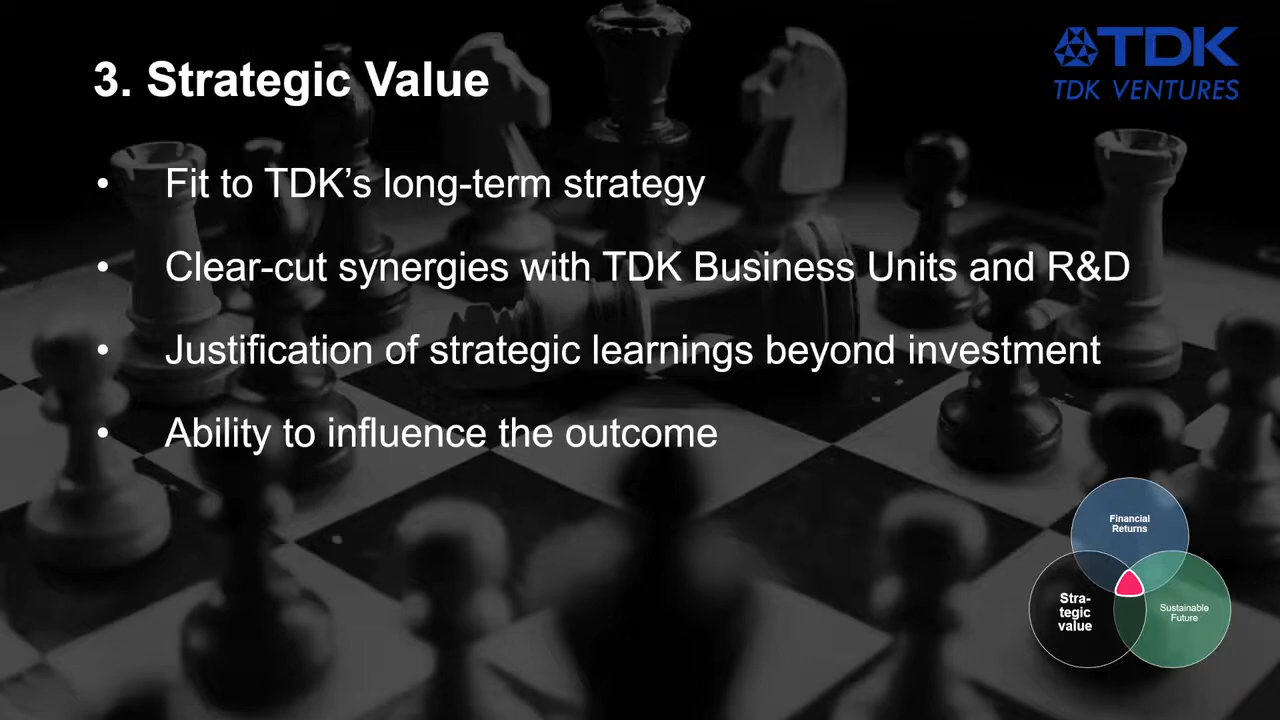 3. Strategic Value
TDK
TDK VENTURES
• Fit to TDK’s long-term strategy
• Clear-cut synergies with TDK Business Units and R&D
• Justification of strategic learnings beyond investment
• Ability to influence the outcome
Financial
Returns
Stra-
tegic
value
Sustainable
Future